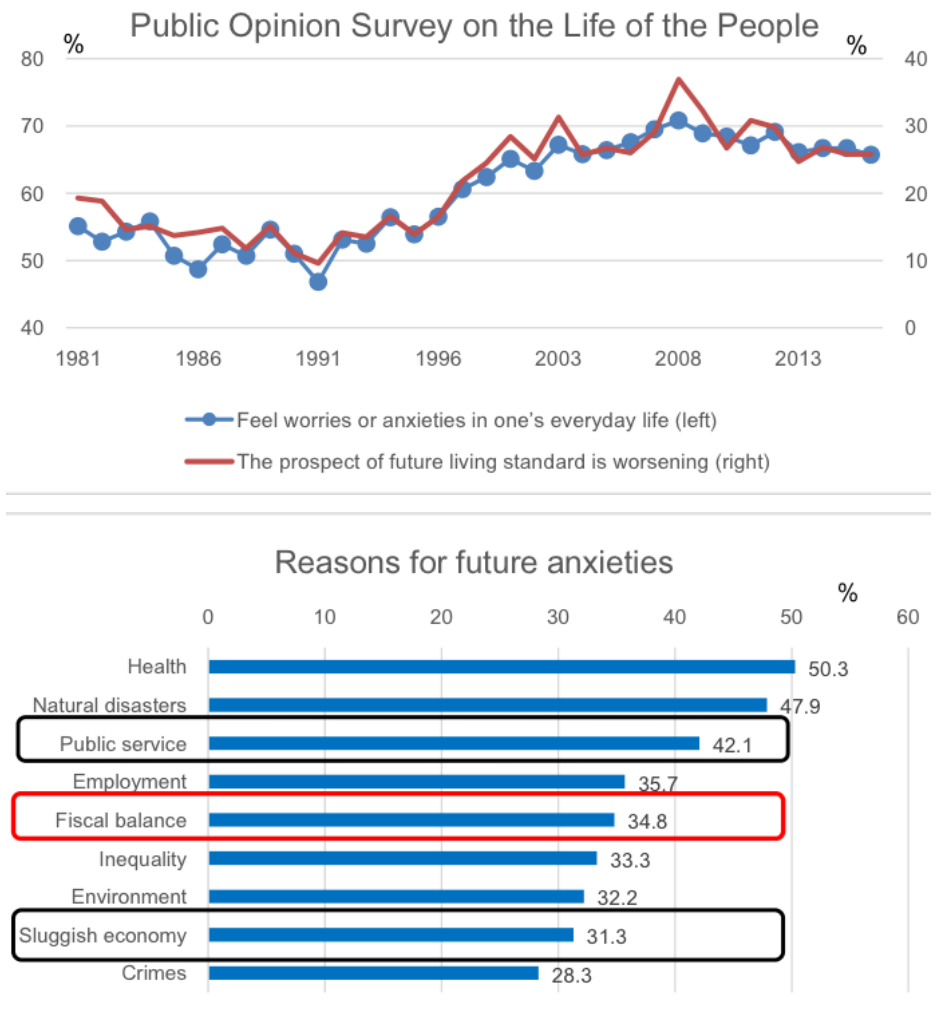 Public Opinion Survey on the Life of the People
% %
80 40
70 30
60 20
50 10
40 0
1981 1986 1991 1996 2003 2008 2013
Feel worries or anxieties in one's everyday life (left)
The prospect of future living standard is worsening (right)
Reasons for future anxieties
%
0 10 20 30 40 50 60
Health 50.3
Natural disasters 47.9
Public service 42.1
Employment 35.7
Fiscal balance 34.8
Inequality 33.3
Environment 32.2
Sluggish economy 31.3
Crimes 28.3